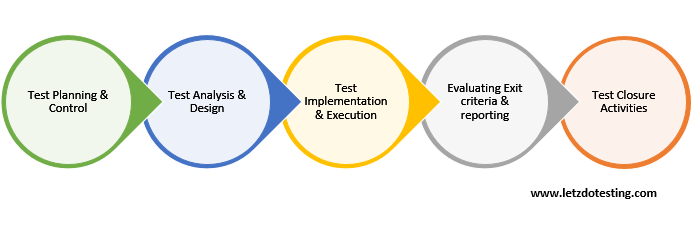 Test Planning &
Control
Test Analysis &
Design
Test
Implementation
& Execution
Evaluating Exit
criteria &
reporting
Test Closure
Activities
www.letzdotesting.com